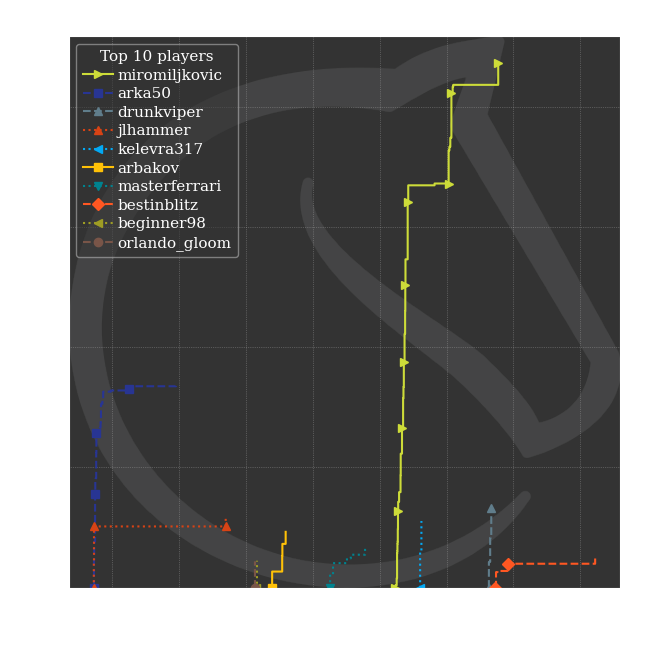 Top 10 players
miromiljkovic
arka50
drunkviper
jlhammer
kelevra317
arbakov
masterferrari
bestinblitz
beginner98
orlando_gloom